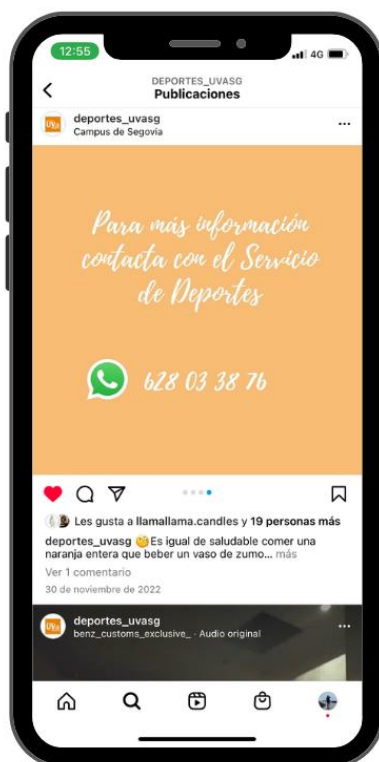 12:55
4G
DEPORTES_UVASG
Publicaciones
deportes_uvasg
Campus de Segovia
Para más información
contacta con el Servicio
de Deportes
628 03 38 76
Les gusta a llamallama.candles y 19 personas más
deportes_uvasg 🧐Es igual de saludable comer una
naranja entera que beber un vaso de zumo... más
Ver 1 comentario
30 de noviembre de 2022
deportes_uvasg
benz_customs_exclusive_ · Audio original